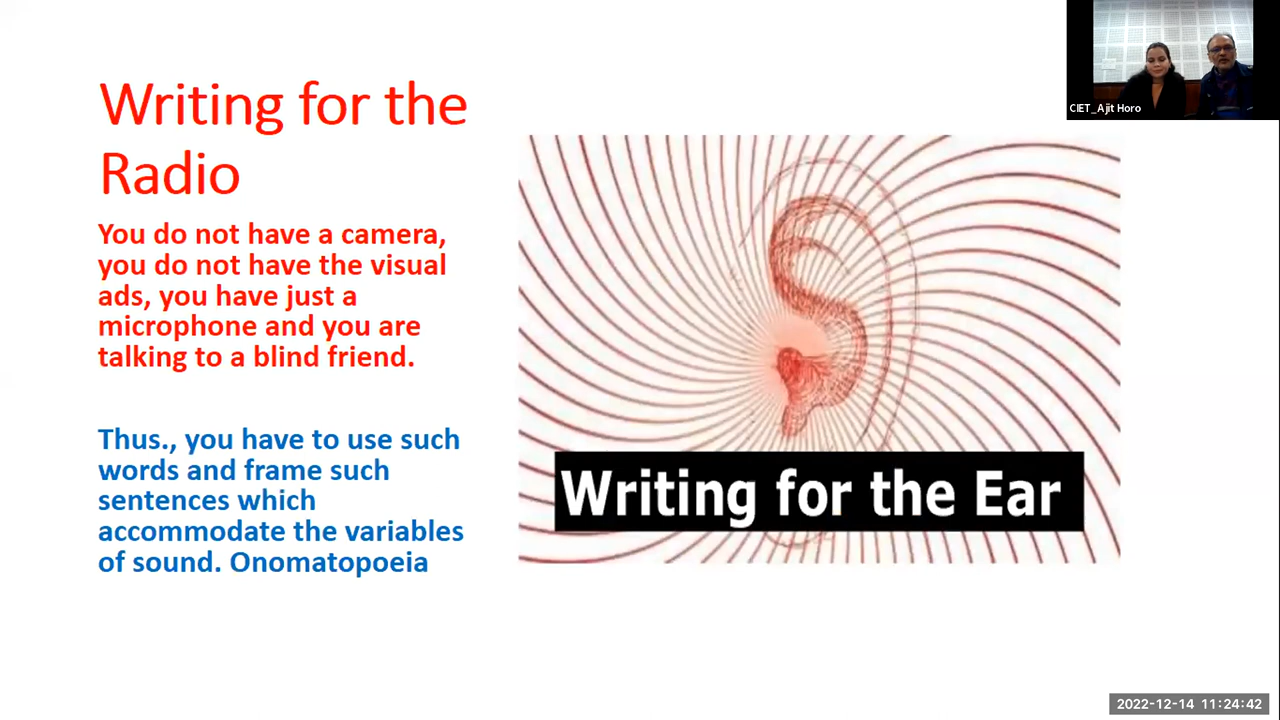 Writing for the
Radio
You do not have a camera,
you do not have the visual
ads, you have just a
microphone and you are
talking to a blind friend.
Thus., you have to use such
words and frame such
sentences which
accommodate the variables
of sound. Onomatopoeia
Writing for the Ear
CIET_Ajit Horo
2022-12-14 11:24:42